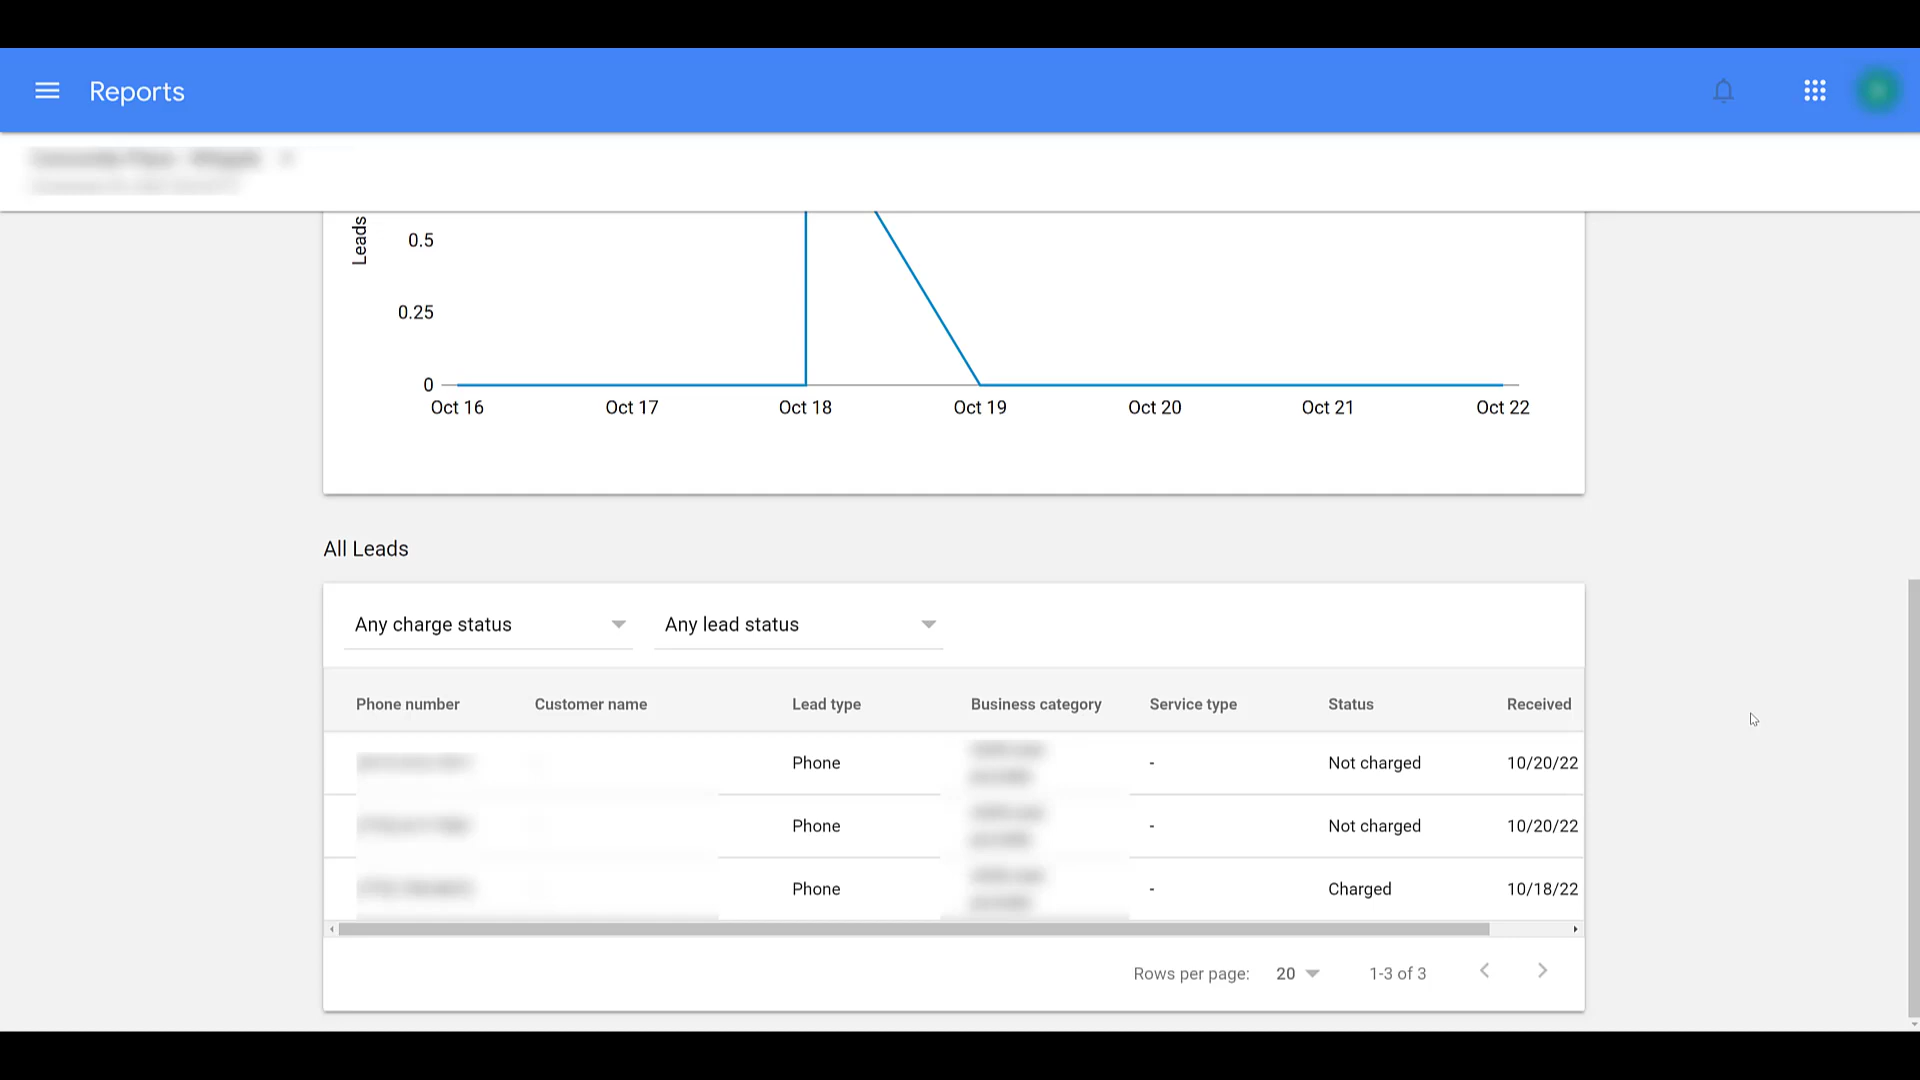 Reports
Leads
0.5
0.25
0
Oct 16 Oct 17 Oct 18 Oct 19 Oct 20 Oct 21 Oct 22
All Leads
Any charge status Any lead status
Phone number Customer name Lead type Business category Service type Status Received
Phone - Not charged 10/20/22
Phone - Not charged 10/20/22
Phone - Charged 10/18/22
Rows per page: 20 1-3 of 3